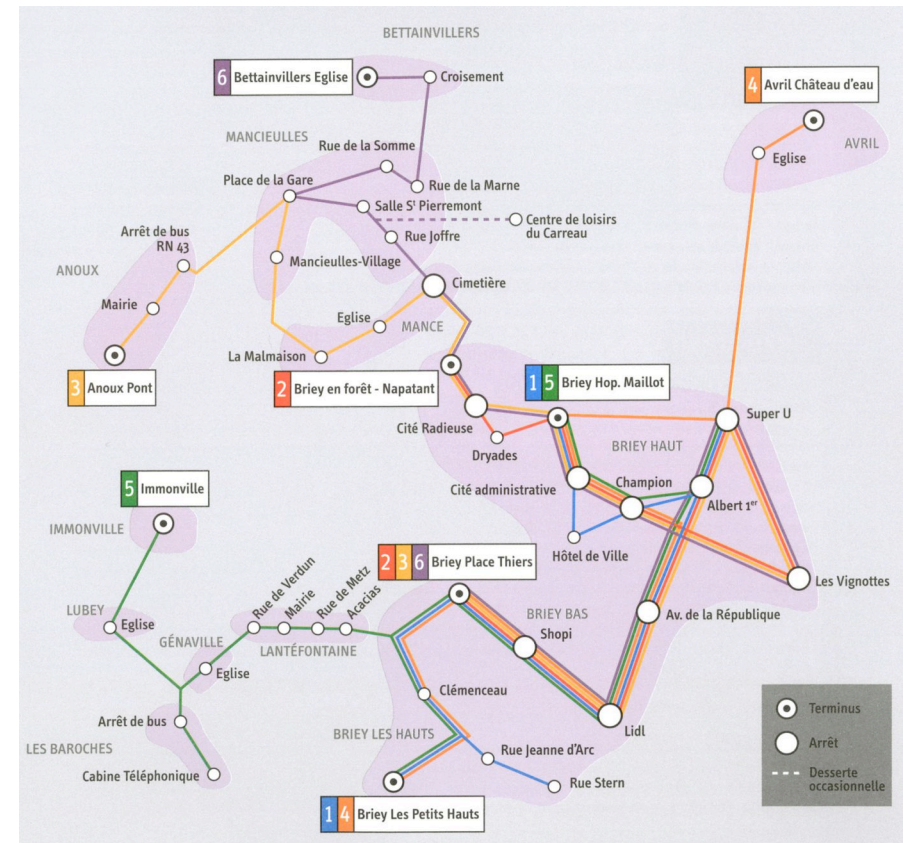 BETTAINVILLERS
6 Bettainvillers Eglise
Croisement
4 Avril Château d'eau
MANCIEULLES
Rue de la Somme
Eglise
AVRIL
Place de la Gare
Rue de la Marne
Salle Sᵗ Pierremont
Centre de loisirs
du Carreau
Arrêt de bus
RN 43
Rue Joffre
ANOUX
Mancieulles-Village
Cimetière
Mairie
Eglise
MANCE
La Malmaison
3 Anoux Pont
2 Briey en forêt - Napatant
1 5 Briey Hop. Maillot
Cité Radieuse
Super U
Dryades
BRIEY HAUT
Cité administrative
Champion
5 Immonville
Albert 1ᵉʳ
IMMONVILLE
Hôtel de Ville
2 3 6 Briey Place Thiers
Les Vignottes
Rue de Verdun
Mairie
Rue de Metz
Acacias
LUBEY
Eglise
BRIEY BAS
Av. de la République
GÉNAVILLE
Shopi
LANTÉFONTAINE
Eglise
Clémenceau
Arrêt de bus
BRIEY LES HAUTS
Lidl
Terminus
LES BAROCHES
Rue Jeanne d'Arc
Arrêt
Cabine Téléphonique
Rue Stern
Desserte
occasionnelle
1 4 Briey Les Petits Hauts